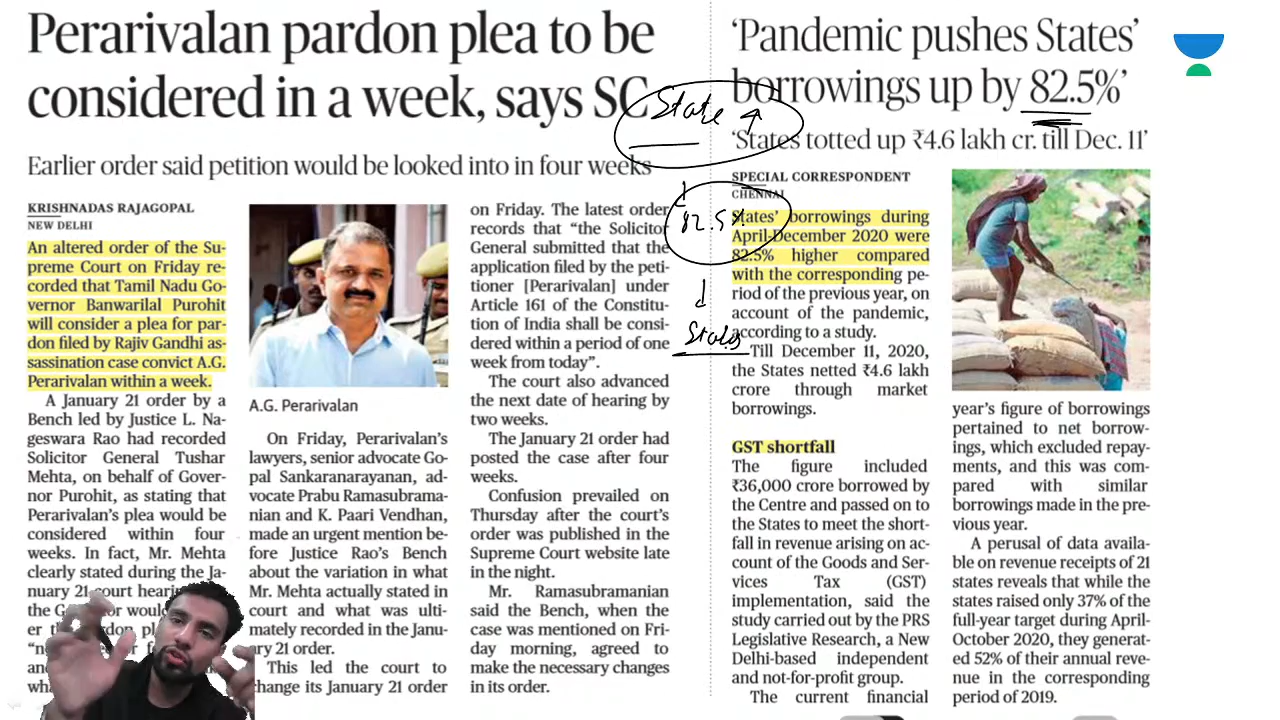 Perarivalan pardon plea to be
considered in a week, says SC
Earlier order said petition would be looked into in four weeks
KRISHNADAS RAJAGOPAL
NEW DELHI
An altered order of the Su-
preme Court on Friday re-
corded that Tamil Nadu Go-
vernor Banwarilal Purohit
will consider a plea for par-
don filed by Rajiv Gandhi as-
sassination case convict A.G.
Perarivalan within a week.
A January 21 order by a
Bench led by Justice L. Na-
geswara Rao had recorded
Solicitor General Tushar
Mehta, on behalf of Gover-
nor Purohit, as stating that
Perarivalan's plea would be
considered within four
weeks. In fact, Mr. Mehta
clearly stated during the Ja-
nuary 21 court
the
A.G. Perarivalan
On Friday, Perarivalan's
lawyers, senior advocate Go-
pal Sankaranarayanan, ad-
vocate Prabu Ramasubrama-
nian and K. Paari Vendhan,
made an urgent mention be-
fore Justice Rao's Bench
about the variation in what
Mr. Mehta actually stated in
court and what was ulti-
mately recorded in the Janu-
ary 21 order.
This led the court to
change its January 21 order
on Friday. The latest order
records that “the Solicitor
General submitted that the
application filed by the peti-
tioner [Perarivalan] under
Article 161 of the Constitu-
tion of India shall be consi-
dered within a period of one
week from today”.
The court also advanced
the next date of hearing by
two weeks.
The January 21 order had
posted the case after four
weeks.
Confusion prevailed on
Thursday after the court's
order was published in the
Supreme Court website late
in the night.
Mr. Ramasubramanian
said the Bench, when the
case was mentioned on Fri-
day morning, agreed to
make the necessary changes
in its order.
State ↑
82.5%
States
‘Pandemic pushes States’
borrowings up by 82.5%’
‘States totted up ₹4.6 lakh cr. till Dec. 11’
SPECIAL CORRESPONDENT
CHENNAI
States' borrowings during
April-December 2020 were
82.5% higher compared
with the corresponding pe-
riod of the previous year, on
account of the pandemic,
according to a study.
Till December 11, 2020,
the States netted ₹4.6 lakh
crore through market
borrowings.
GST shortfall
The figure included
₹36,000 crore borrowed by
the Centre and passed on to
the States to meet the short-
fall in revenue arising on ac-
count of the Goods and Ser-
vices Tax (GST)
implementation, said the
study carried out by the PRS
Legislative Research, a New
Delhi-based independent
and not-for-profit group.
The current financial
year's figure of borrowings
pertained to net borrow-
ings, which excluded repay-
ments, and this was com-
pared with similar
borrowings made in the pre-
vious year.
A perusal of data availa-
ble on revenue receipts of 21
states reveals that while the
states raised only 37% of the
full-year target during April-
October 2020, they generat-
ed 52% of their annual reve-
nue in the corresponding
period of 2019.